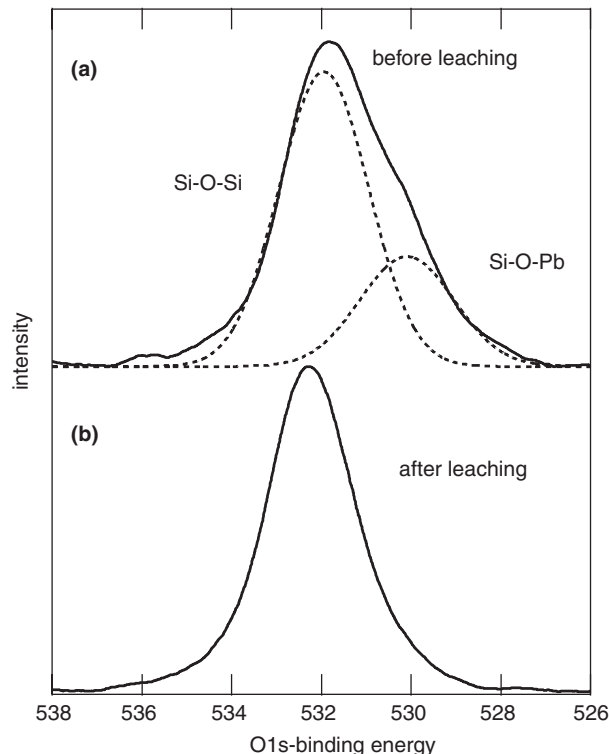 (a)
before leaching
Si-O-Si
Si-O-Pb
intensity
(b)
after leaching
538 536 534 532 530 528 526
O1s-binding energy